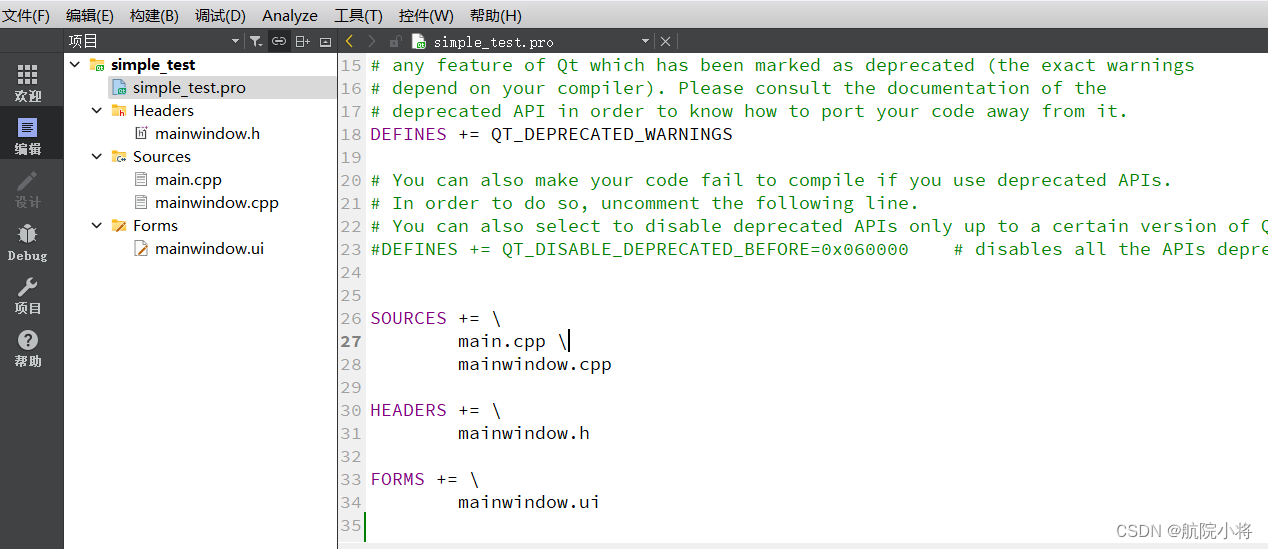 文件(F) 编辑(E) 构建(B) 调试(D) Analyze 工具(T) 控件(W) 帮助(H)
项目
simple_test.pro
欢迎
编辑
设计
Debug
项目
帮助
simple_test
simple_test.pro
Headers
mainwindow.h
Sources
main.cpp
mainwindow.cpp
Forms
mainwindow.ui
15 # any feature of Qt which has been marked as deprecated (the exact warnings
16 # depend on your compiler). Please consult the documentation of the
17 # deprecated API in order to know how to port your code away from it.
18 DEFINES += QT_DEPRECATED_WARNINGS
19
20 # You can also make your code fail to compile if you use deprecated APIs.
21 # In order to do so, uncomment the following line.
22 # You can also select to disable deprecated APIs only up to a certain version of Q
23 #DEFINES += QT_DISABLE_DEPRECATED_BEFORE=0x060000    # disables all the APIs depre
24
25
26 SOURCES += \
27         main.cpp \
28         mainwindow.cpp
29
30 HEADERS += \
31         mainwindow.h
32
33 FORMS += \
34         mainwindow.ui
35
CSDN @航院小将